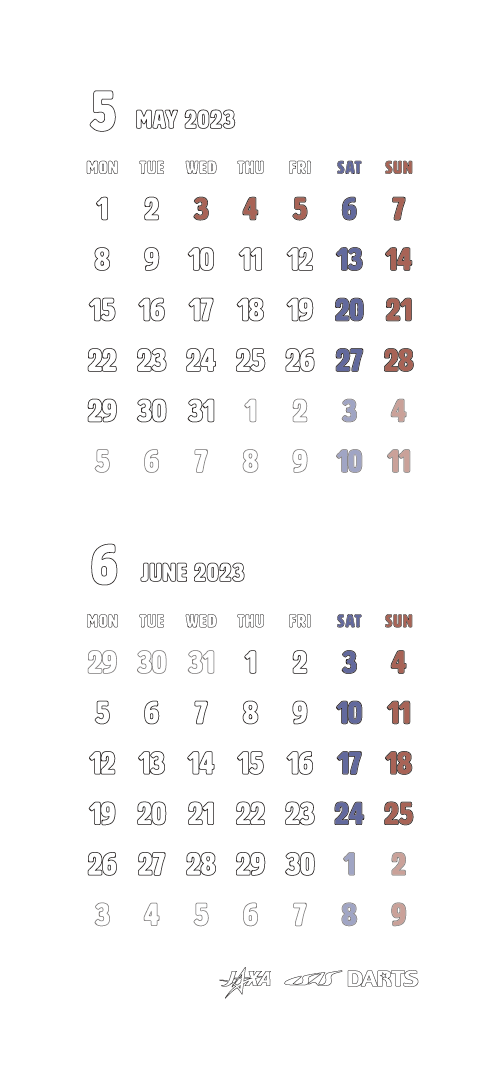 5 MAY 2023
MON TUE WED THU FRI SAT SUN
1 2 3 4 5 6 7
8 9 10 11 12 13 14
15 16 17 18 19 20 21
22 23 24 25 26 27 28
29 30 31 1 2 3 4
5 6 7 8 9 10 11
6 JUNE 2023
MON TUE WED THU FRI SAT SUN
29 30 31 1 2 3 4
5 6 7 8 9 10 11
12 13 14 15 16 17 18
19 20 21 22 23 24 25
26 27 28 29 30 1 2
3 4 5 6 7 8 9
JAXA ISAS DARTS